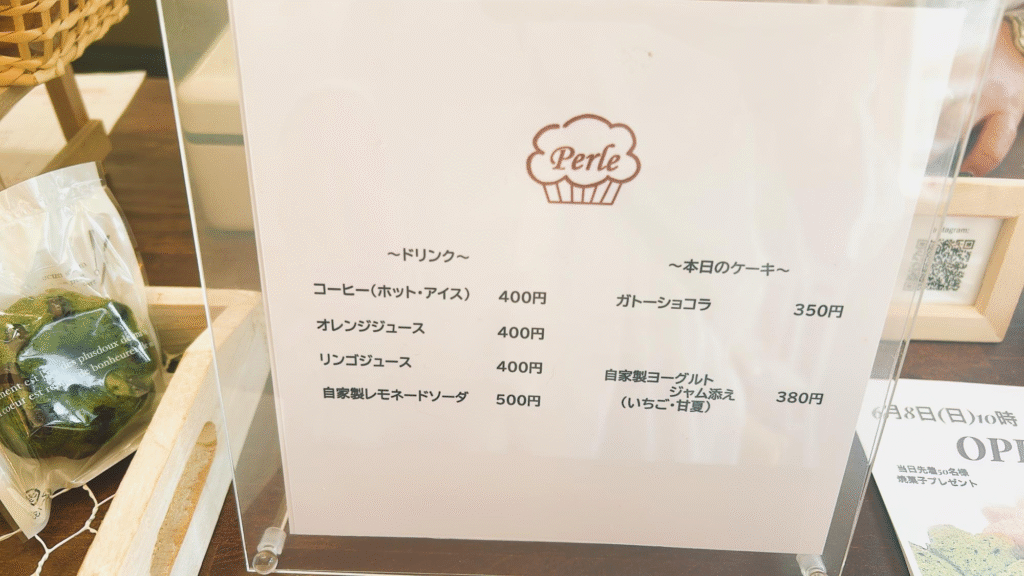 Perle
～ドリンク～
コーヒー（ホット・アイス） 400円
オレンジジュース 400円
リンゴジュース 400円
自家製レモネードソーダ 500円
～本日のケーキ～
ガトーショコラ 350円
自家製ヨーグルト
ジャム添え 380円
（いちご・甘夏）
6月8日(日)10時
当日先着50名様
焼菓子プレゼント
plusdoux
bonheur